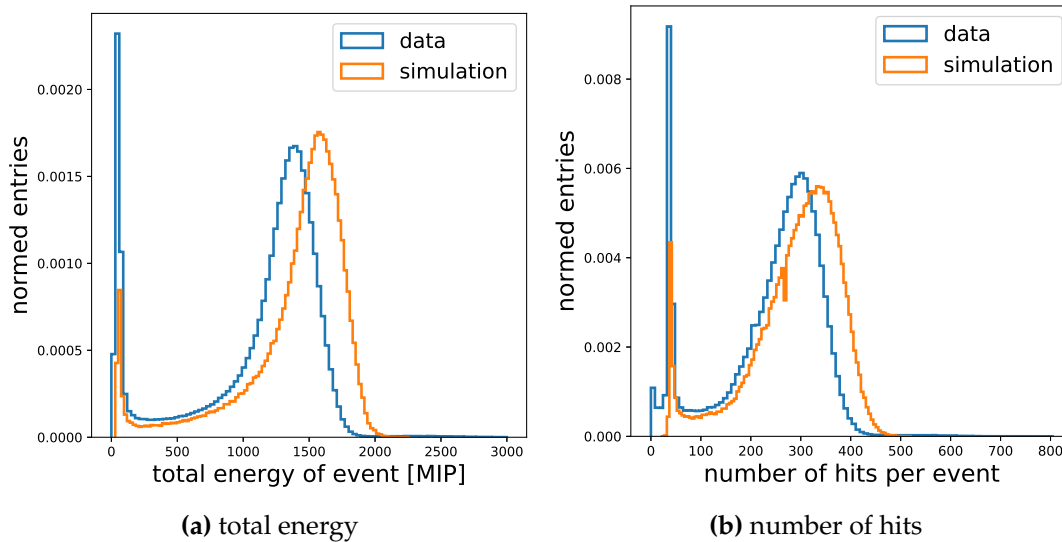 data
simulation
normed entries
0.0000
0.0005
0.0010
0.0015
0.0020
0 500 1000 1500 2000 2500 3000
total energy of event [MIP]
(a) total energy
data
simulation
normed entries
0.000
0.002
0.004
0.006
0.008
0 100 200 300 400 500 600 700 800
number of hits per event
(b) number of hits